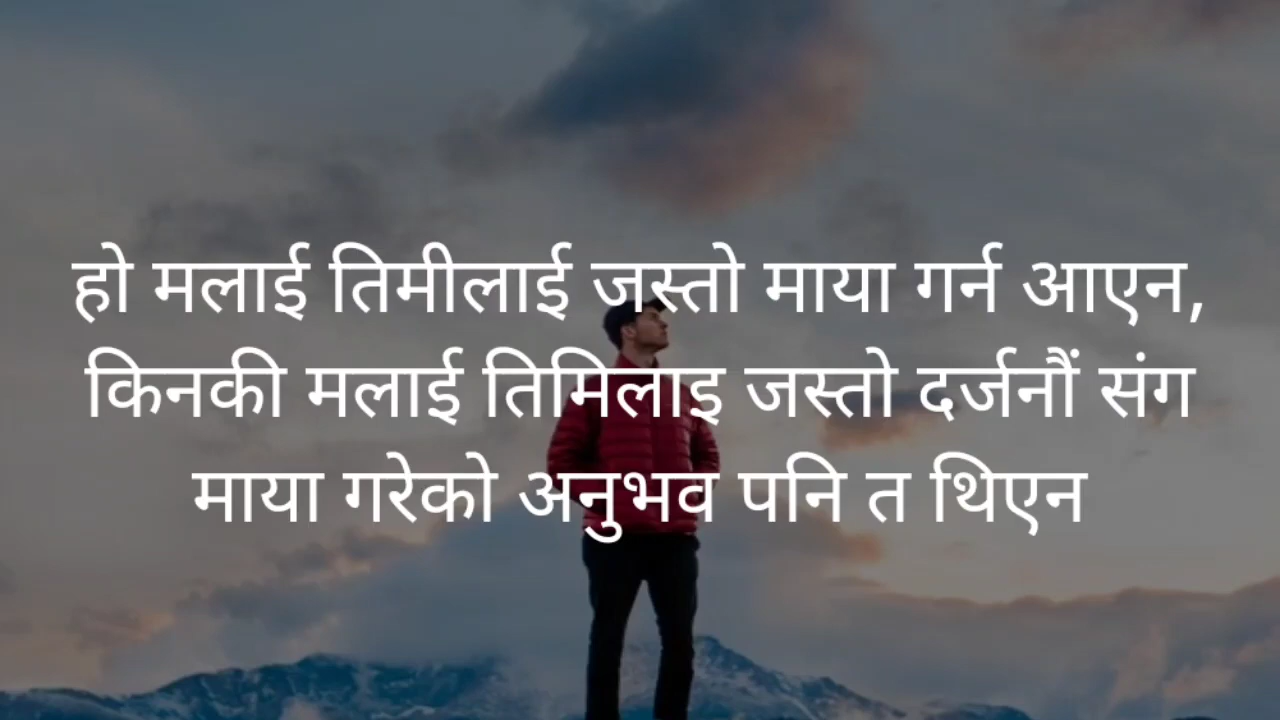 हो मलाई तिमीलाई जस्तो माया गर्न आएन,
किनकी मलाई तिमिलाइ जस्तो दर्जनौं संग
माया गरेको अनुभव पनि त थिएन